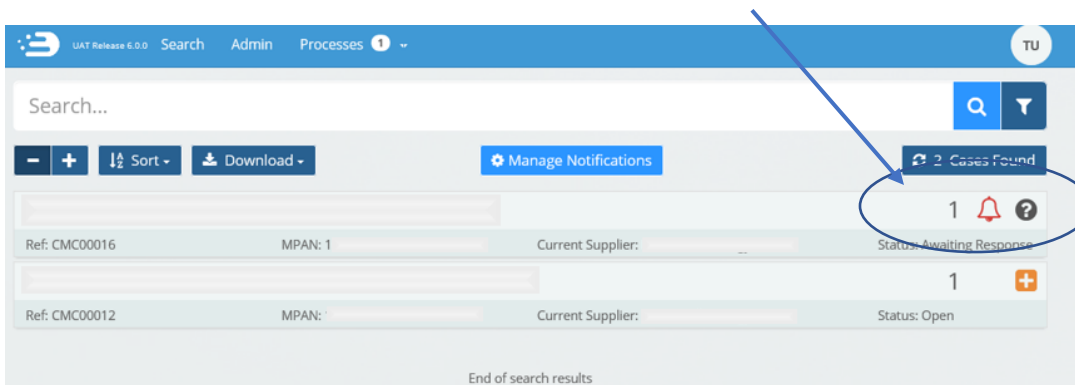 UAT Release 6.0.0 Search Admin Processes 1 TU
Search...
Sort Download Manage Notifications 2 Cases Found
1
Ref: CMC00016 MPAN: 1 Current Supplier: Status: Awaiting Response
1
Ref: CMC00012 MPAN: Current Supplier: Status: Open
End of search results